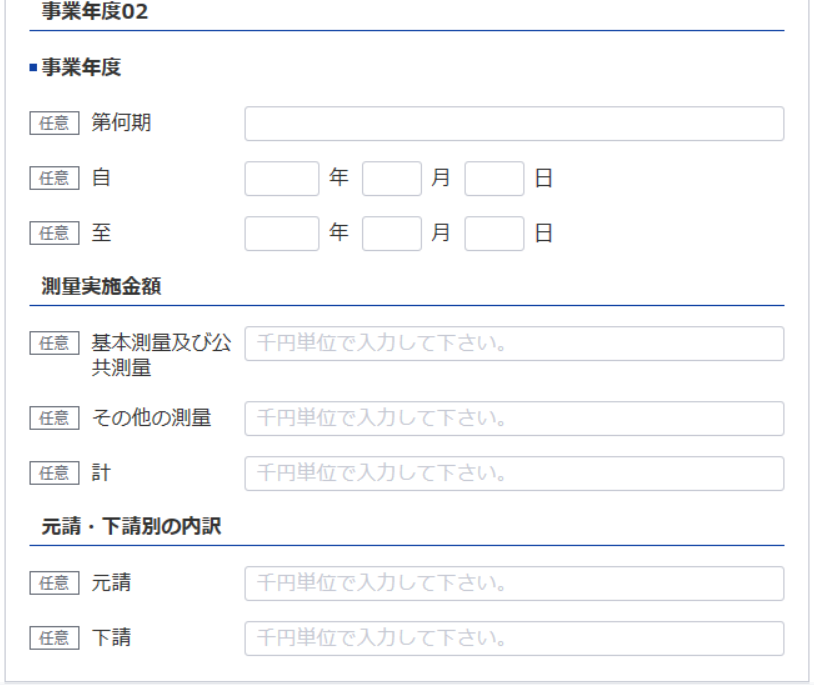 事業年度02
事業年度
任意 第何期
任意 自 年 月 日
任意 至 年 月 日
測量実施金額
任意 基本測量及び公 千円単位で入力して下さい。
共測量
任意 その他の測量 千円単位で入力して下さい。
任意 計 千円単位で入力して下さい。
元請・下請別の内訳
任意 元請 千円単位で入力して下さい。
任意 下請 千円単位で入力して下さい。